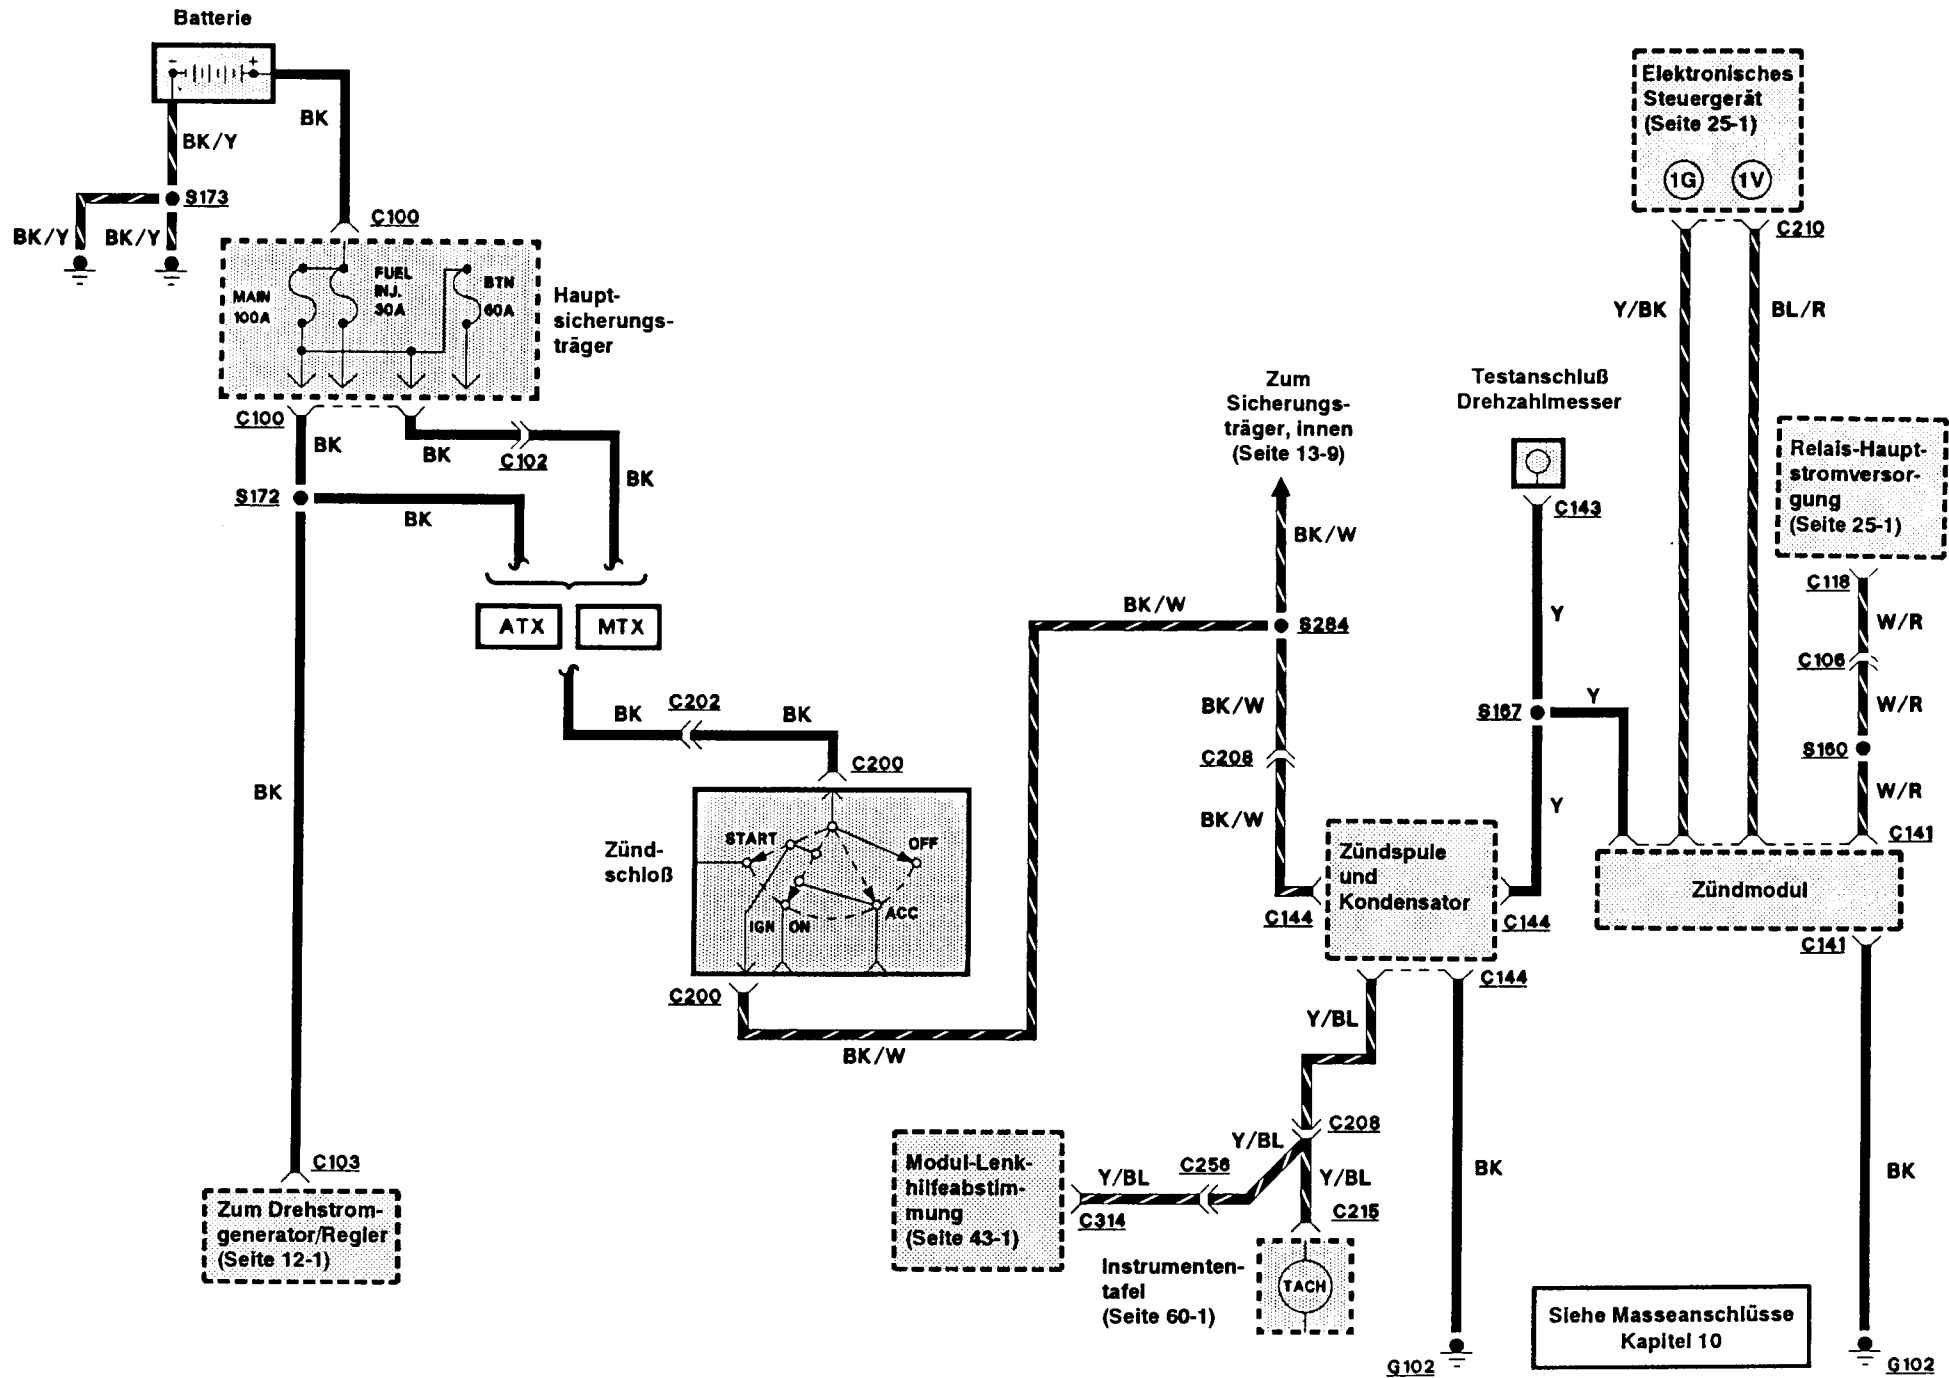 Batterie
-
+
BK
BK/Y
S173
BK/Y
BK/Y
C100
MAIN
100A
FUEL
INJ.
30A
BTN
60A
Haupt-
sicherungs-
träger
C100
BK
BK
C102
BK
S172
BK
ATX
MTX
BK
C202
BK
C200
BK
Zünd-
schloß
START
OFF
IGN
ON
ACC
C200
BK/W
C103
Zum Drehstrom-
generator/Regler
(Seite 12-1)
Zum
Sicherungs-
träger, innen
(Seite 13-9)
BK/W
BK/W
S284
BK/W
C208
BK/W
C144
Zündspule
und
Kondensator
C144
C144
Testanschluß
Drehzahlmesser
C143
Y
S167
Y
Y
Elektronisches
Steuergerät
(Seite 25-1)
1G
1V
C210
Y/BK
BL/R
Relais-Haupt-
stromversor-
gung
(Seite 25-1)
C118
W/R
C106
W/R
S160
W/R
C141
Zündmodul
C141
BK
G102
Y/BL
C208
Y/BL
C256
Y/BL
Y/BL
C314
C215
Modul-Lenk-
hilfeabstim-
mung
(Seite 43-1)
Instrumenten-
tafel
(Seite 60-1)
TACH
BK
G102
Siehe Masseanschlüsse
Kapitel 10